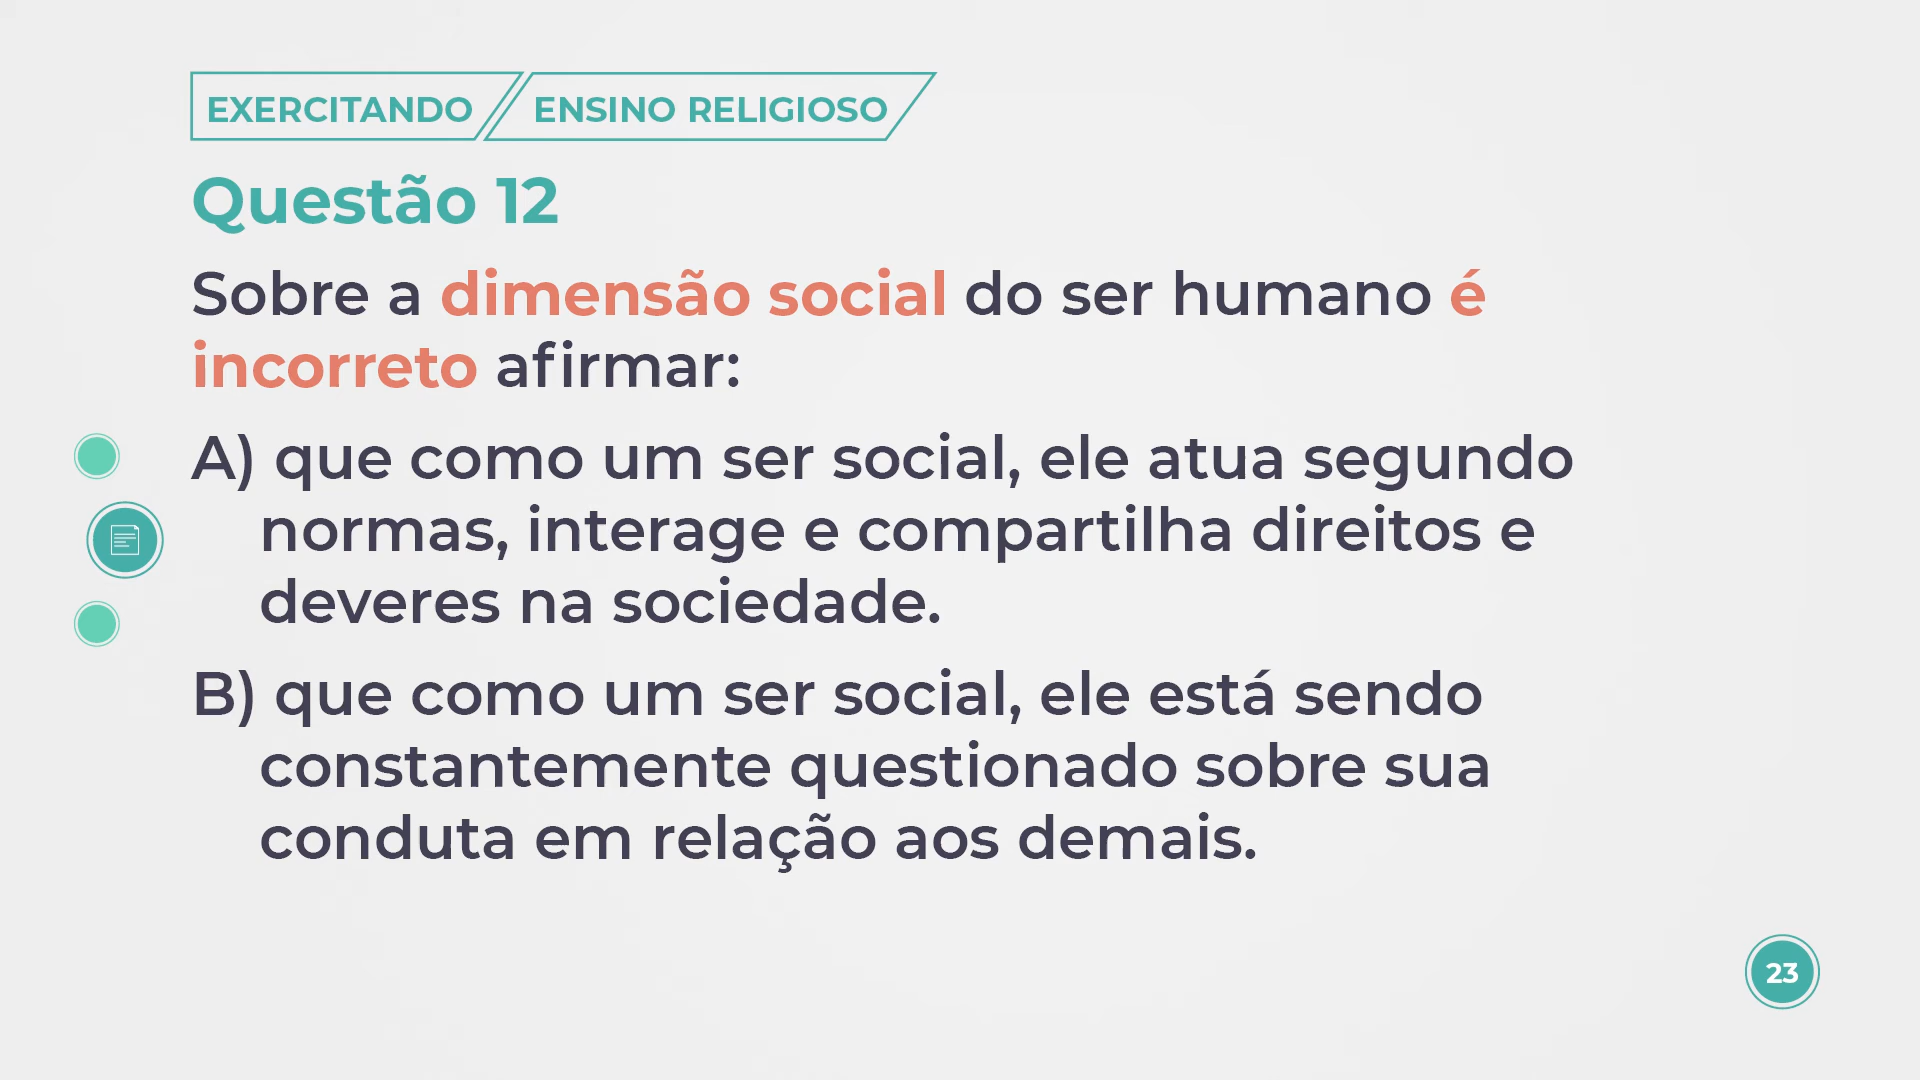 EXERCITANDO ENSINO RELIGIOSO
Questão 12
Sobre a dimensão social do ser humano é
incorreto afirmar:
A) que como um ser social, ele atua segundo
normas, interage e compartilha direitos e
deveres na sociedade.
B) que como um ser social, ele está sendo
constantemente questionado sobre sua
conduta em relação aos demais.
23